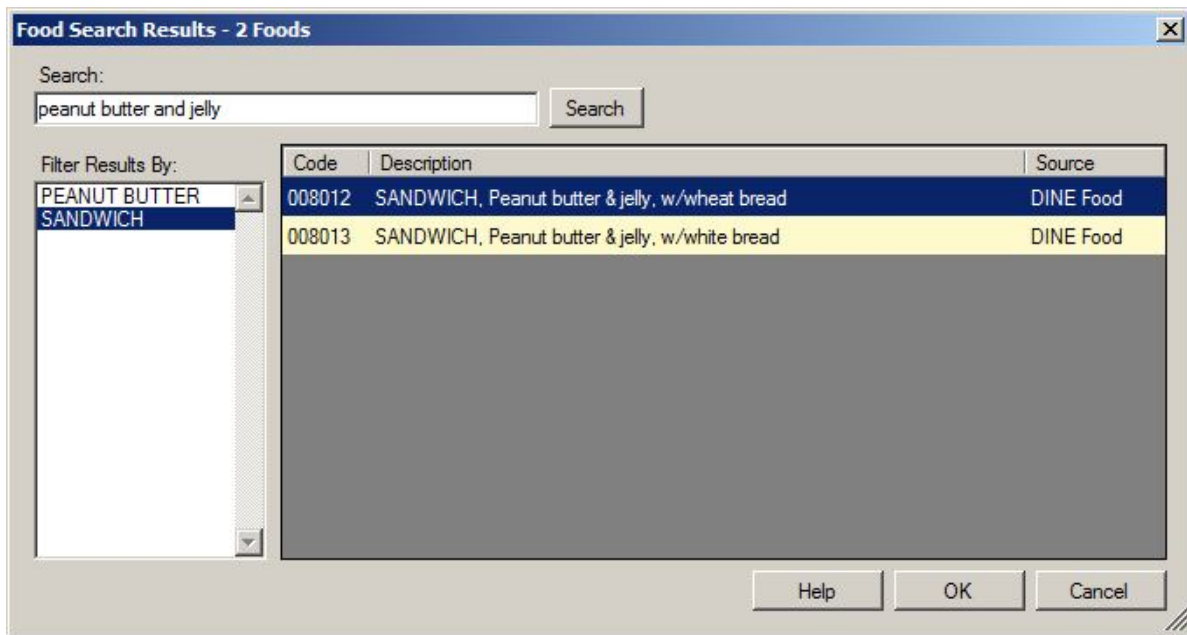 Food Search Results - 2 Foods
Search:
peanut butter and jelly
Search
Filter Results By:
PEANUT BUTTER
SANDWICH
Code Description Source
008012 SANDWICH, Peanut butter & jelly, w/wheat bread DINE Food
008013 SANDWICH, Peanut butter & jelly, w/white bread DINE Food
Help OK Cancel